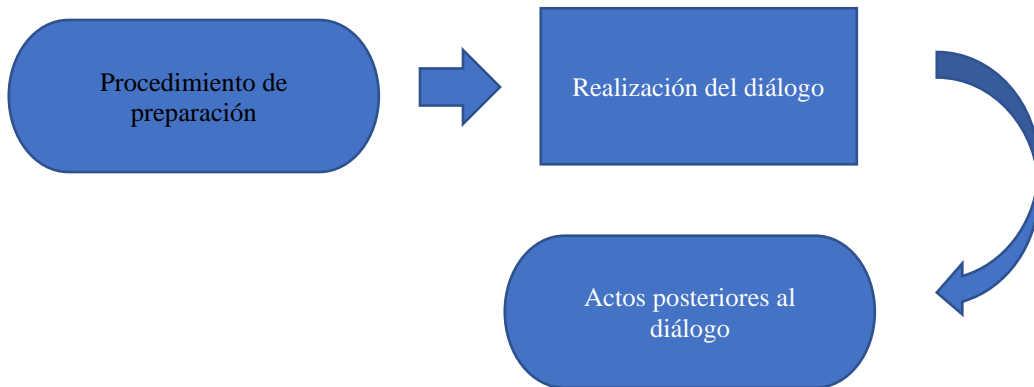 Procedimiento de
preparación
Realización del diálogo
Actos posteriores al
diálogo